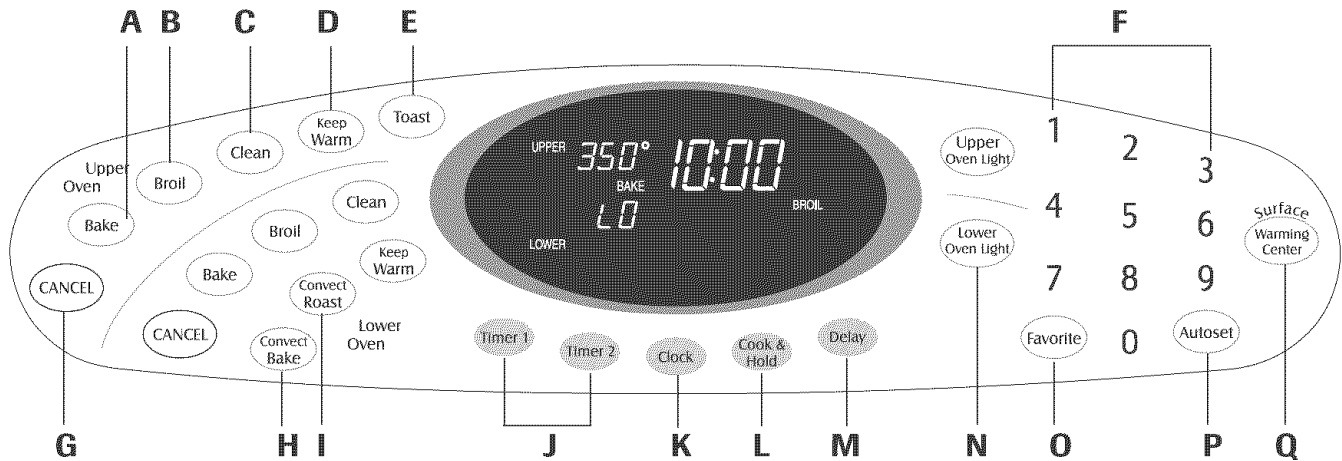 A B C D E F
Upper
Oven
Bake
Broil
Clean
Keep
Warm
Toast
CANCEL
Clean
Broil
Keep
Warm
Bake
Convect
Roast
CANCEL
Convect
Bake
Lower
Oven
UPPER 350° 10:00
BAKE
BROIL
LO
LOWER
Timer 1
Timer 2
Clock
Cook &
Hold
Delay
Upper
Oven Light
Lower
Oven Light
1 2 3
4 5 6
7 8 9
0
Favorite
Autoset
Surface
Warming
Center
G H I J K L M N O P Q